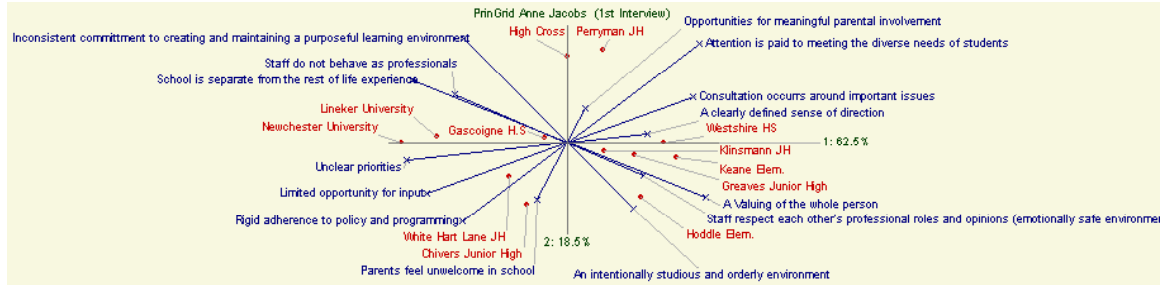 PrinGrid Anne Jacobs (1st Interview)
Opportunities for meaningful parental involvement
High Cross
Perryman JH
Inconsistent committment to creating and maintaining a purposeful learning environment
Attention is paid to meeting the diverse needs of students
Staff do not behave as professionals
School is separate from the rest of life experience
Consultation occurrs around important issues
Lineker University
A clearly defined sense of direction
Newchester University
Gascoigne H.S
Westshire HS
1: 62.5%
Klinsmann JH
Unclear priorities
Keane Elem.
Greaves Junior High
Limited opportunity for input
A Valuing of the whole person
Rigid adherence to policy and programming
Staff respect each other's professional roles and opinions (emotionally safe environme
White Hart Lane JH
Hoddle Elem.
2: 18.5%
Chivers Junior High
Parents feel unwelcome in school
An intentionally studious and orderly environment